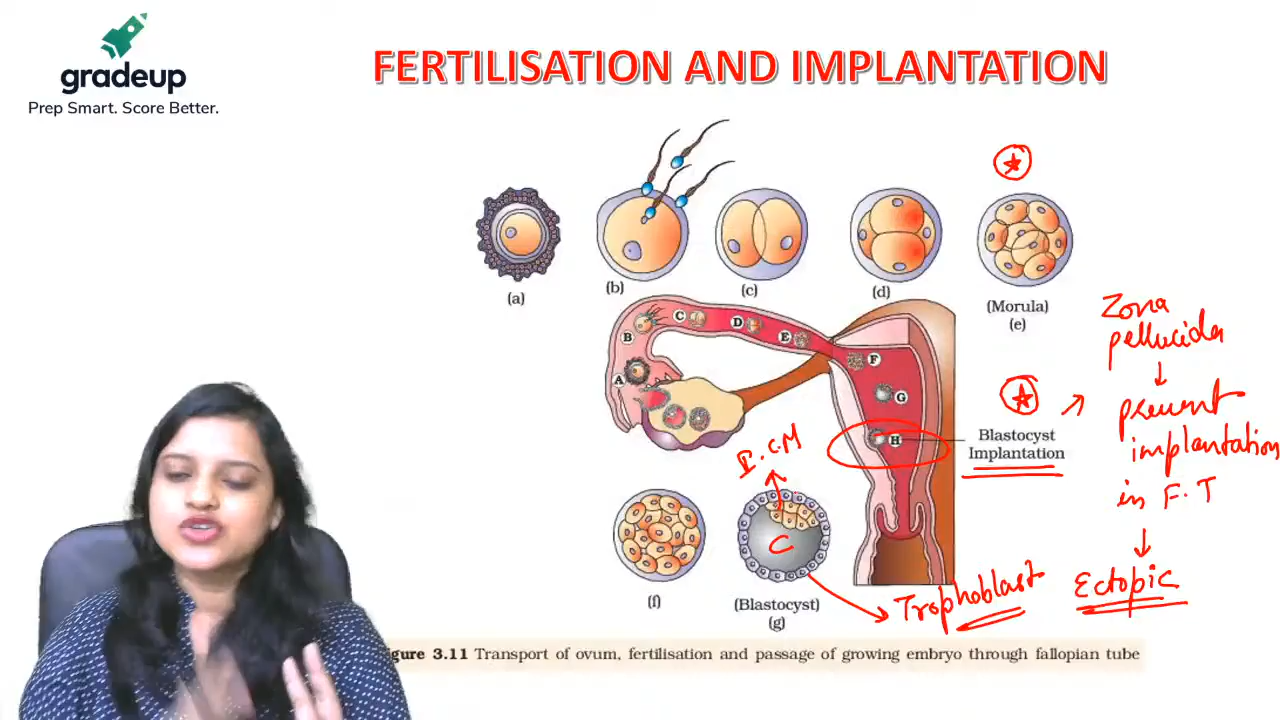 gradeup
Prep Smart. Score Better.
FERTILISATION AND IMPLANTATION
(a)
(b)
(c)
(d)
(Morula)
(e)
A
B
C
D
E
F
G
H
Blastocyst
Implantation
Zona
pellucida
prevent
implantation
in F.T
Ectopic
I.C.M
C
Trophoblast
(f)
(Blastocyst)
(g)
gure 3.11 Transport of ovum, fertilisation and passage of growing embryo through fallopian tube